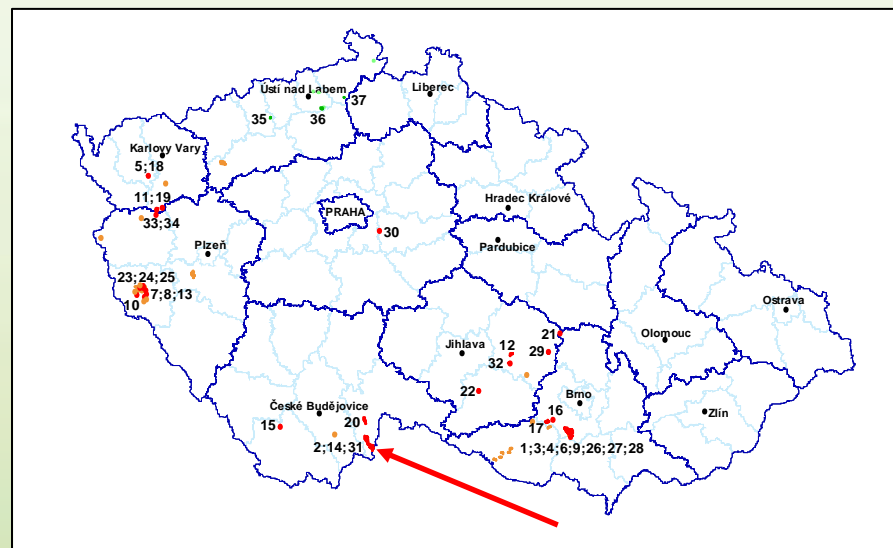 Ústí nad Labem
Liberec
37
35
36
Karlovy Vary
5;18
11;19
Hradec Králové
PRAHA
33;34
30
Plzeň
Pardubice
23;24;25
7;8;13
10
Ostrava
21
Olomouc
12
Jihlava
29
32
22
Brno
České Budějovice
Zlín
16
20
15
17
2;14;31
1;3;4;6;9;26;27;28